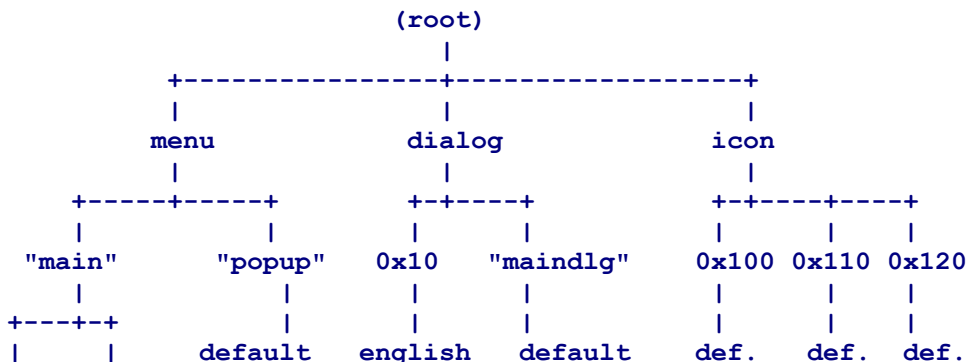 (root)
|
+----------------+------------------+
| | |
menu dialog icon
| | |
+-----+-----+ +-+----+ +-+----+----+
| | | | | | |
"main" "popup" 0x10 "maindlg" 0x100 0x110 0x120
| | | | | | |
+---+-+ | | | | | |
| | default english default def. def. def.